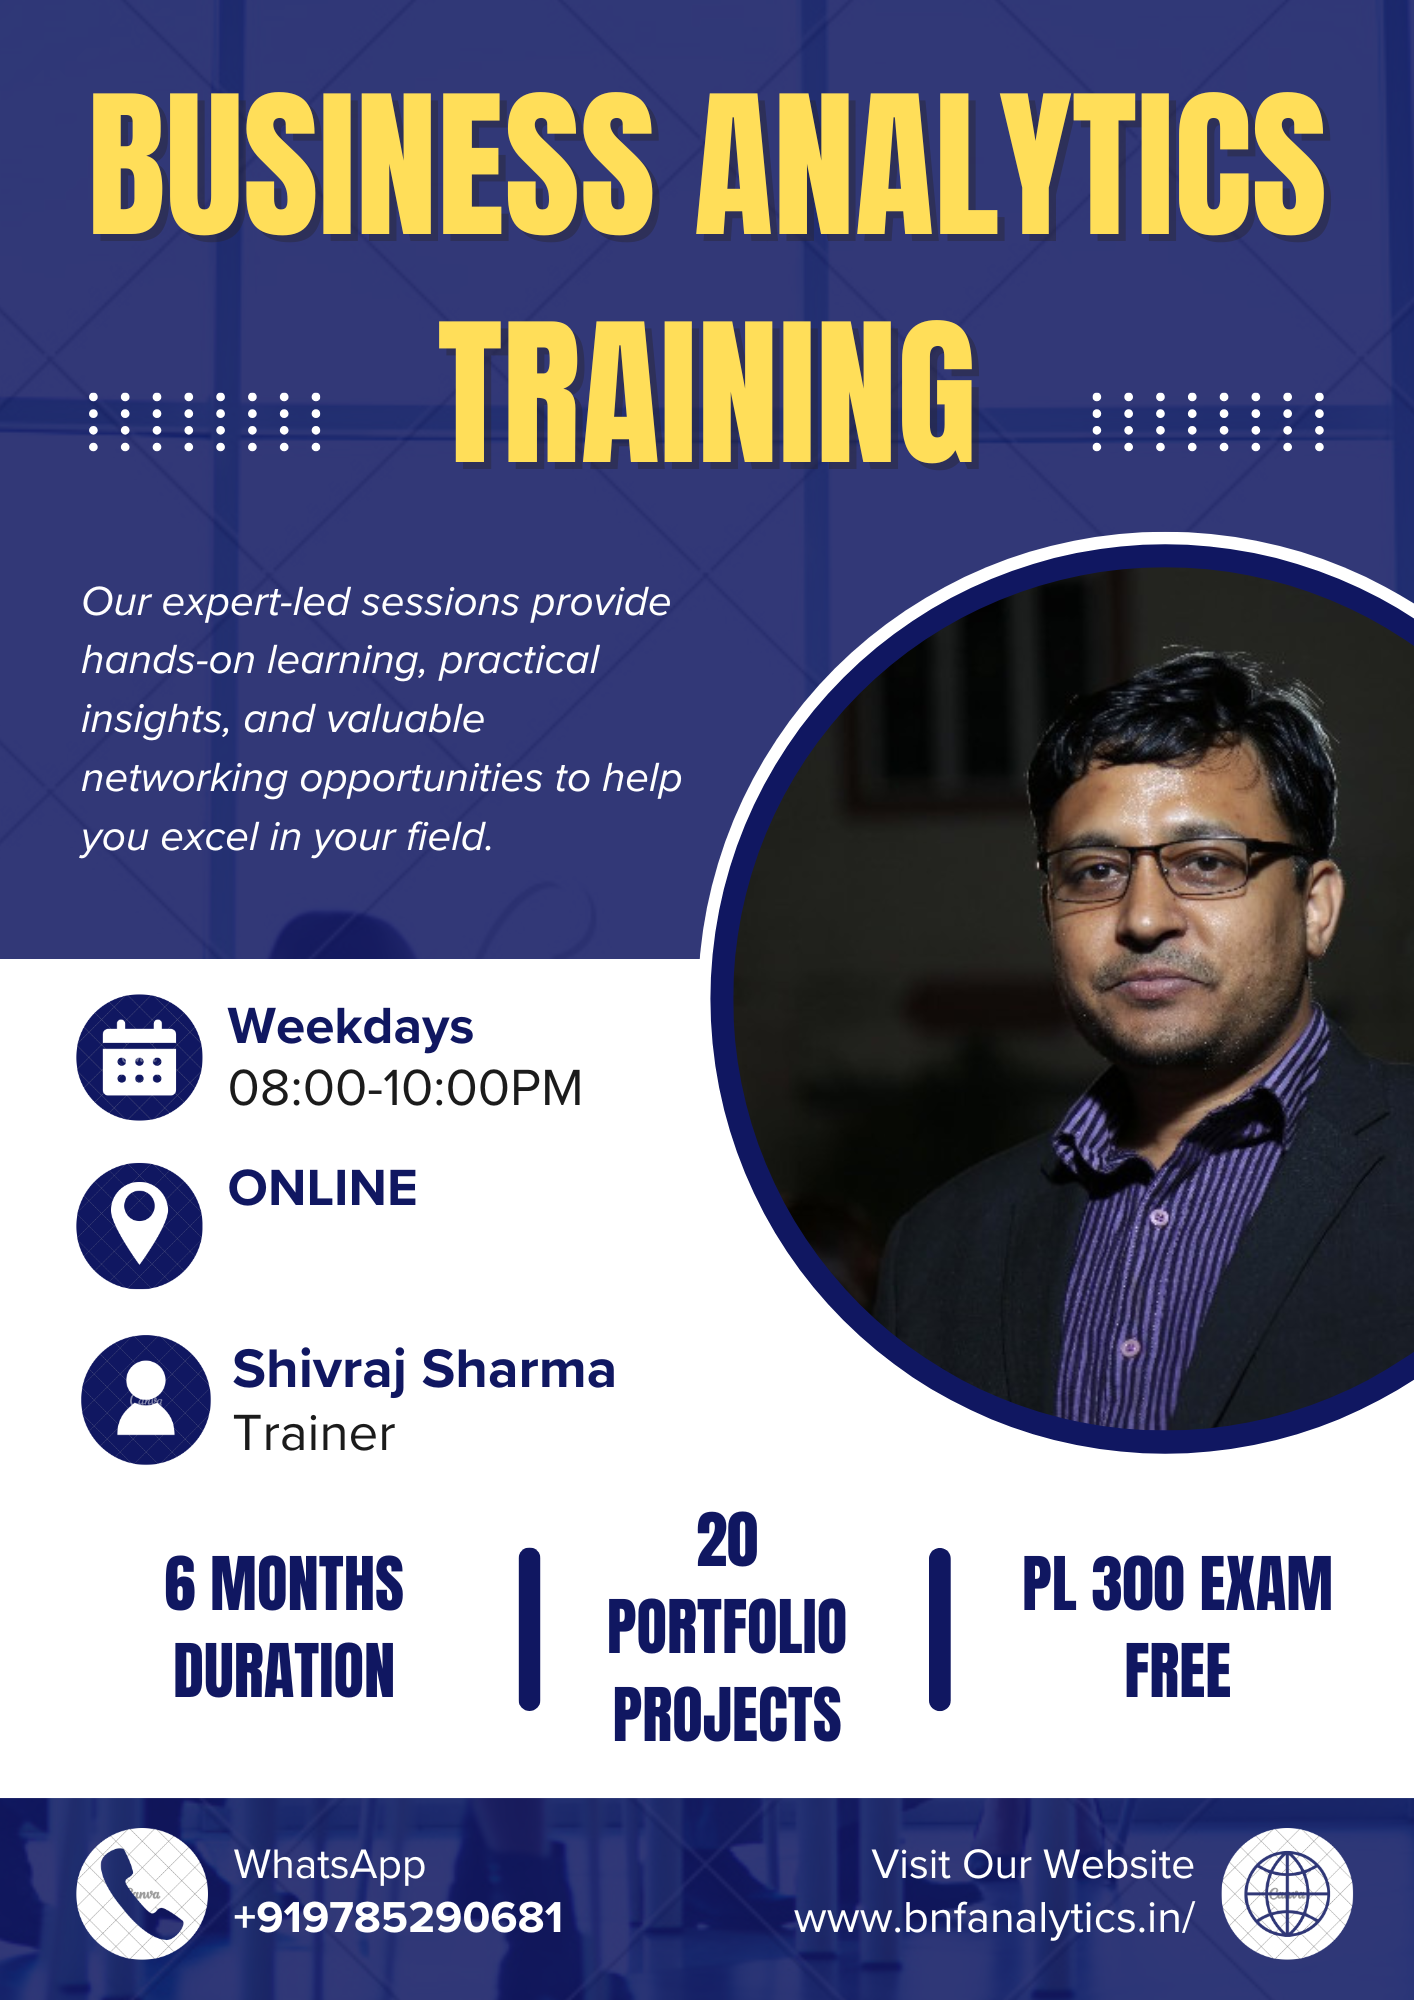 BUSINESS ANALYTICS
TRAINING
Our expert-led sessions provide
hands-on learning, practical
insights, and valuable
networking opportunities to help
you excel in your field.
Weekdays
08:00-10:00PM
ONLINE
Shivraj Sharma
Trainer
6 MONTHS
DURATION
20
PORTFOLIO
PROJECTS
PL 300 EXAM
FREE
WhatsApp
+919785290681
Visit Our Website
www.bnfanalytics.in/